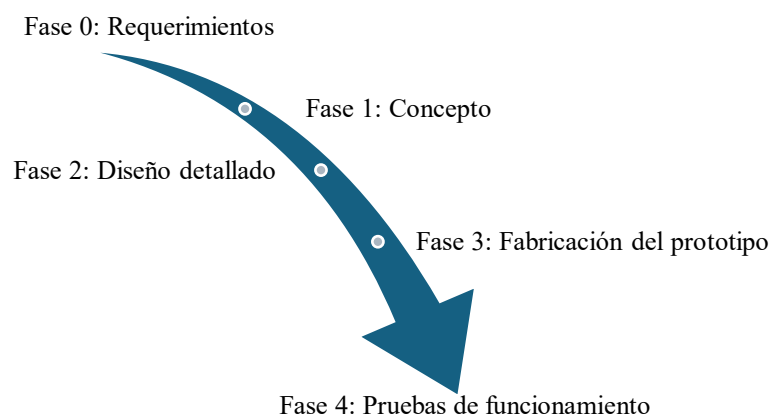 Fase 0: Requerimientos
Fase 1: Concepto
Fase 2: Diseño detallado
Fase 3: Fabricación del prototipo
Fase 4: Pruebas de funcionamiento